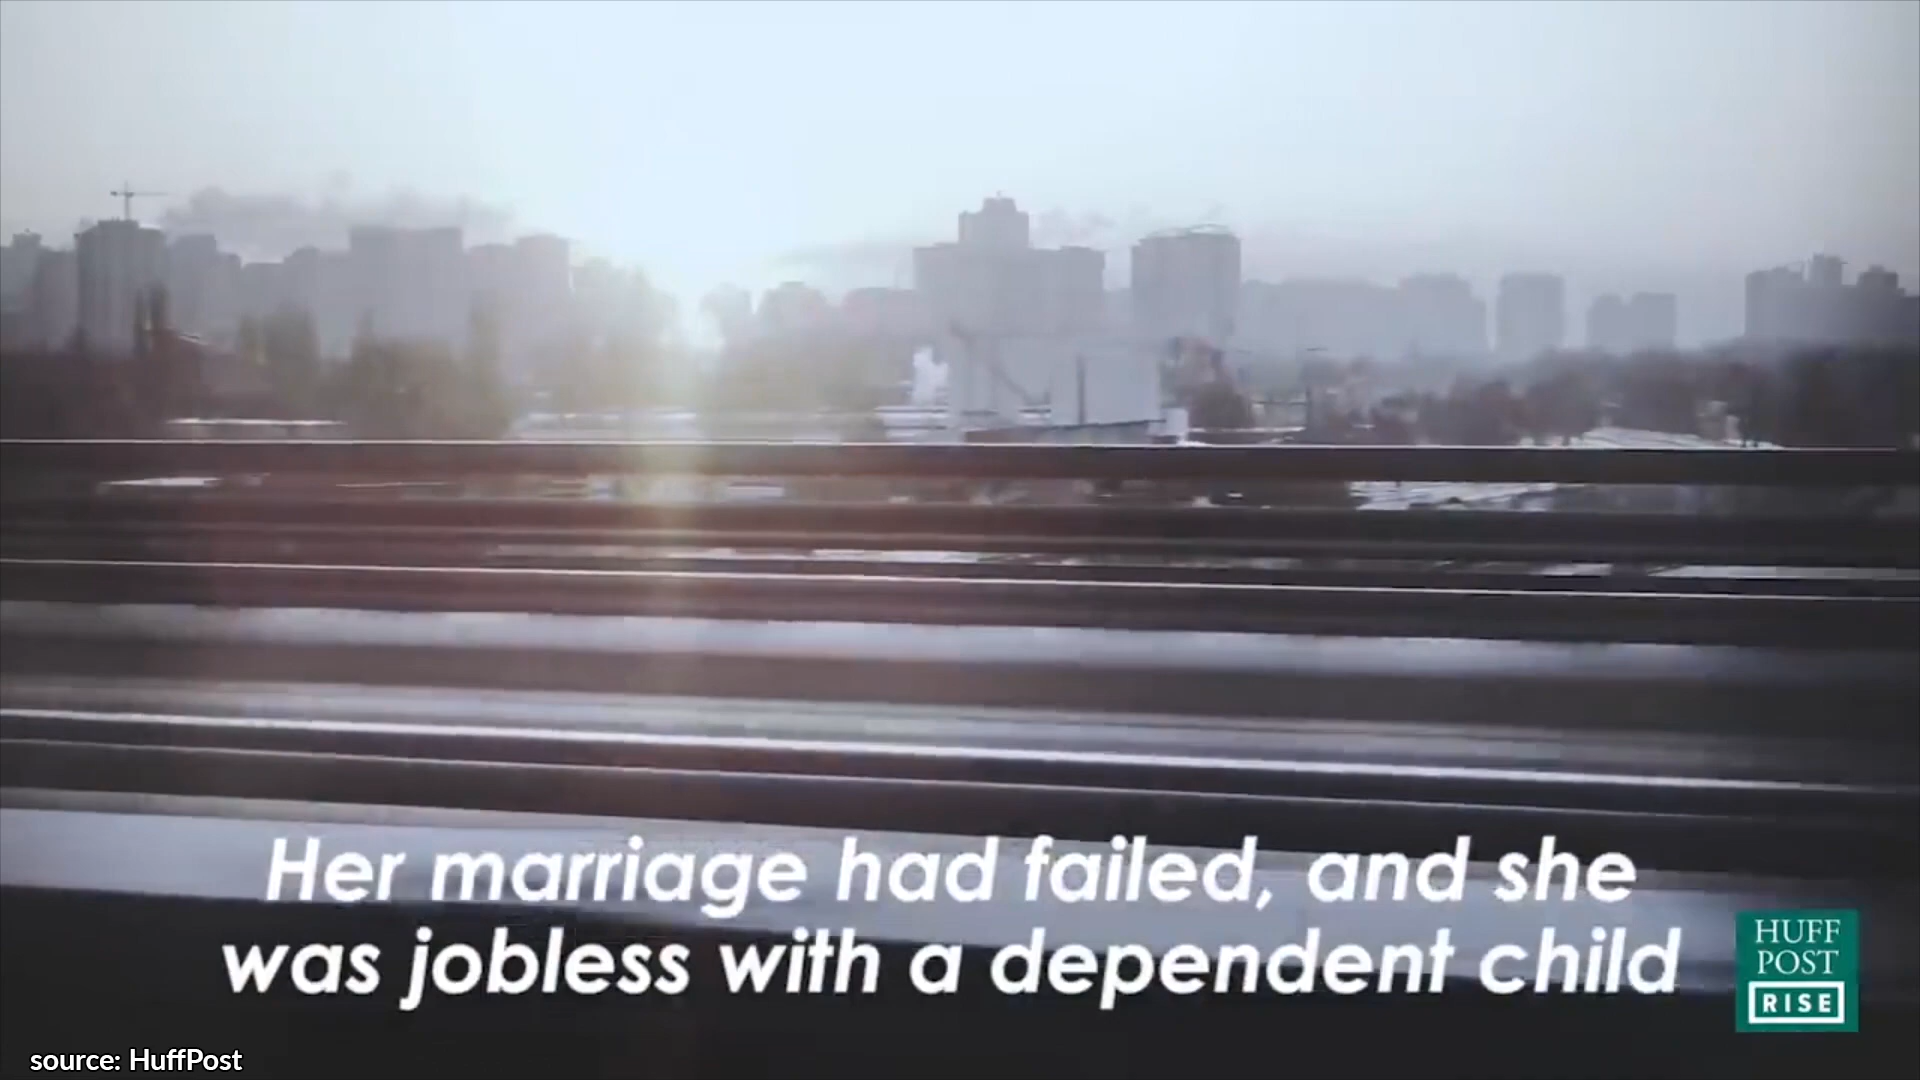 Her marriage had failed, and she
was jobless with a dependent child
HUFF
POST
RISE
source: HuffPost